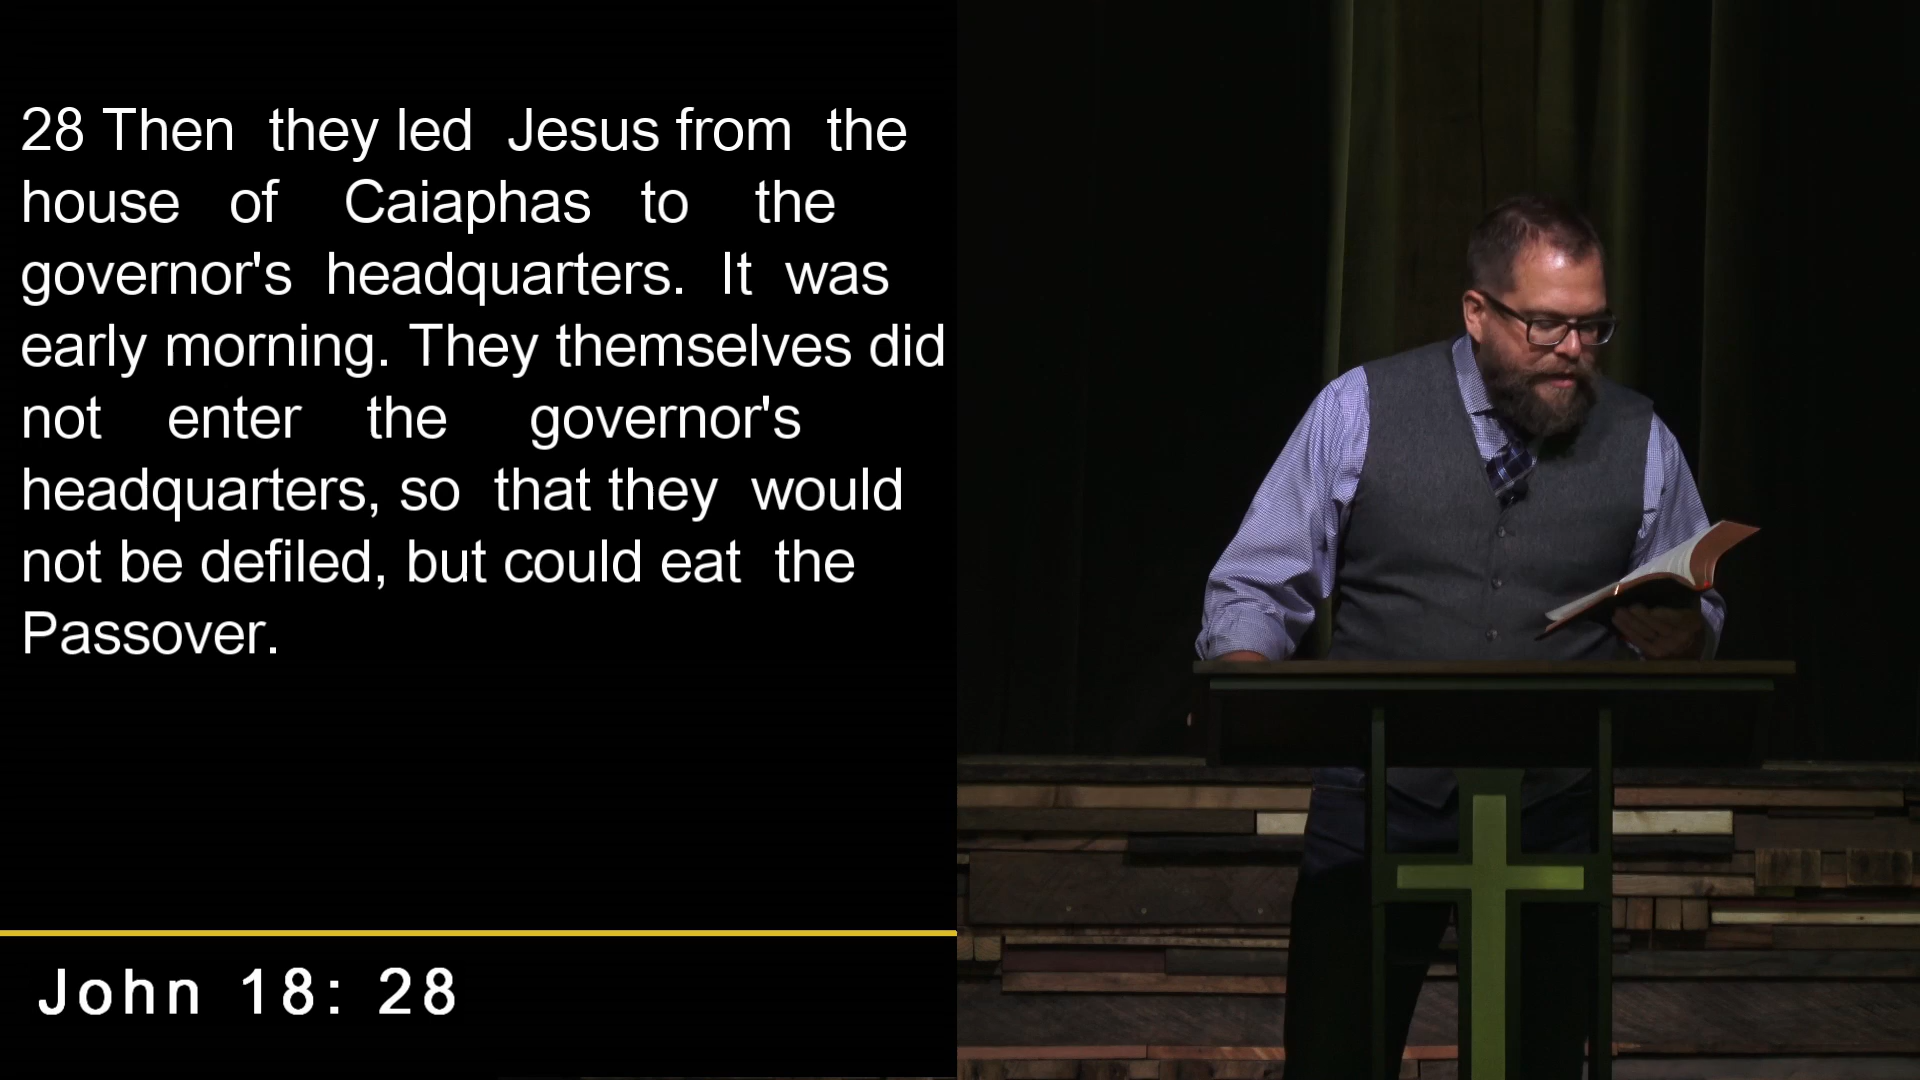 28 Then they led Jesus from the
house of Caiaphas to the
governor's headquarters. It was
early morning. They themselves did
not enter the governor's
headquarters, so that they would
not be defiled, but could eat the
Passover.
John 18: 28